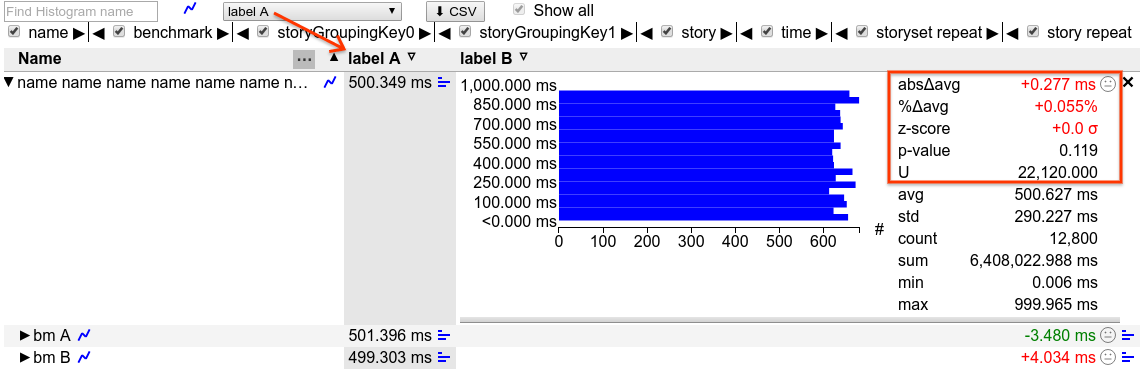 Find Histogram name label A ▼ ⬇ CSV Show all
name ▶|◀ benchmark ▶|◀ storyGroupingKey0 ▶|◀ storyGroupingKey1 ▶|◀ story ▶|◀ time ▶|◀ storyset repeat ▶|◀ story repeat
Name ... ▲ label A ▽ label B ▽
▼ name name name name name name n… 500.349 ms
1,000.000 ms
850.000 ms
700.000 ms
550.000 ms
400.000 ms
250.000 ms
100.000 ms
<0.000 ms
0 100 200 300 400 500 600 #
absΔavg +0.277 ms
%Δavg +0.055%
z-score +0.0 σ
p-value 0.119
U 22,120.000
avg 500.627 ms
std 290.227 ms
count 12,800
sum 6,408,022.988 ms
min 0.006 ms
max 999.965 ms
▶ bm A 501.396 ms -3.480 ms
▶ bm B 499.303 ms +4.034 ms